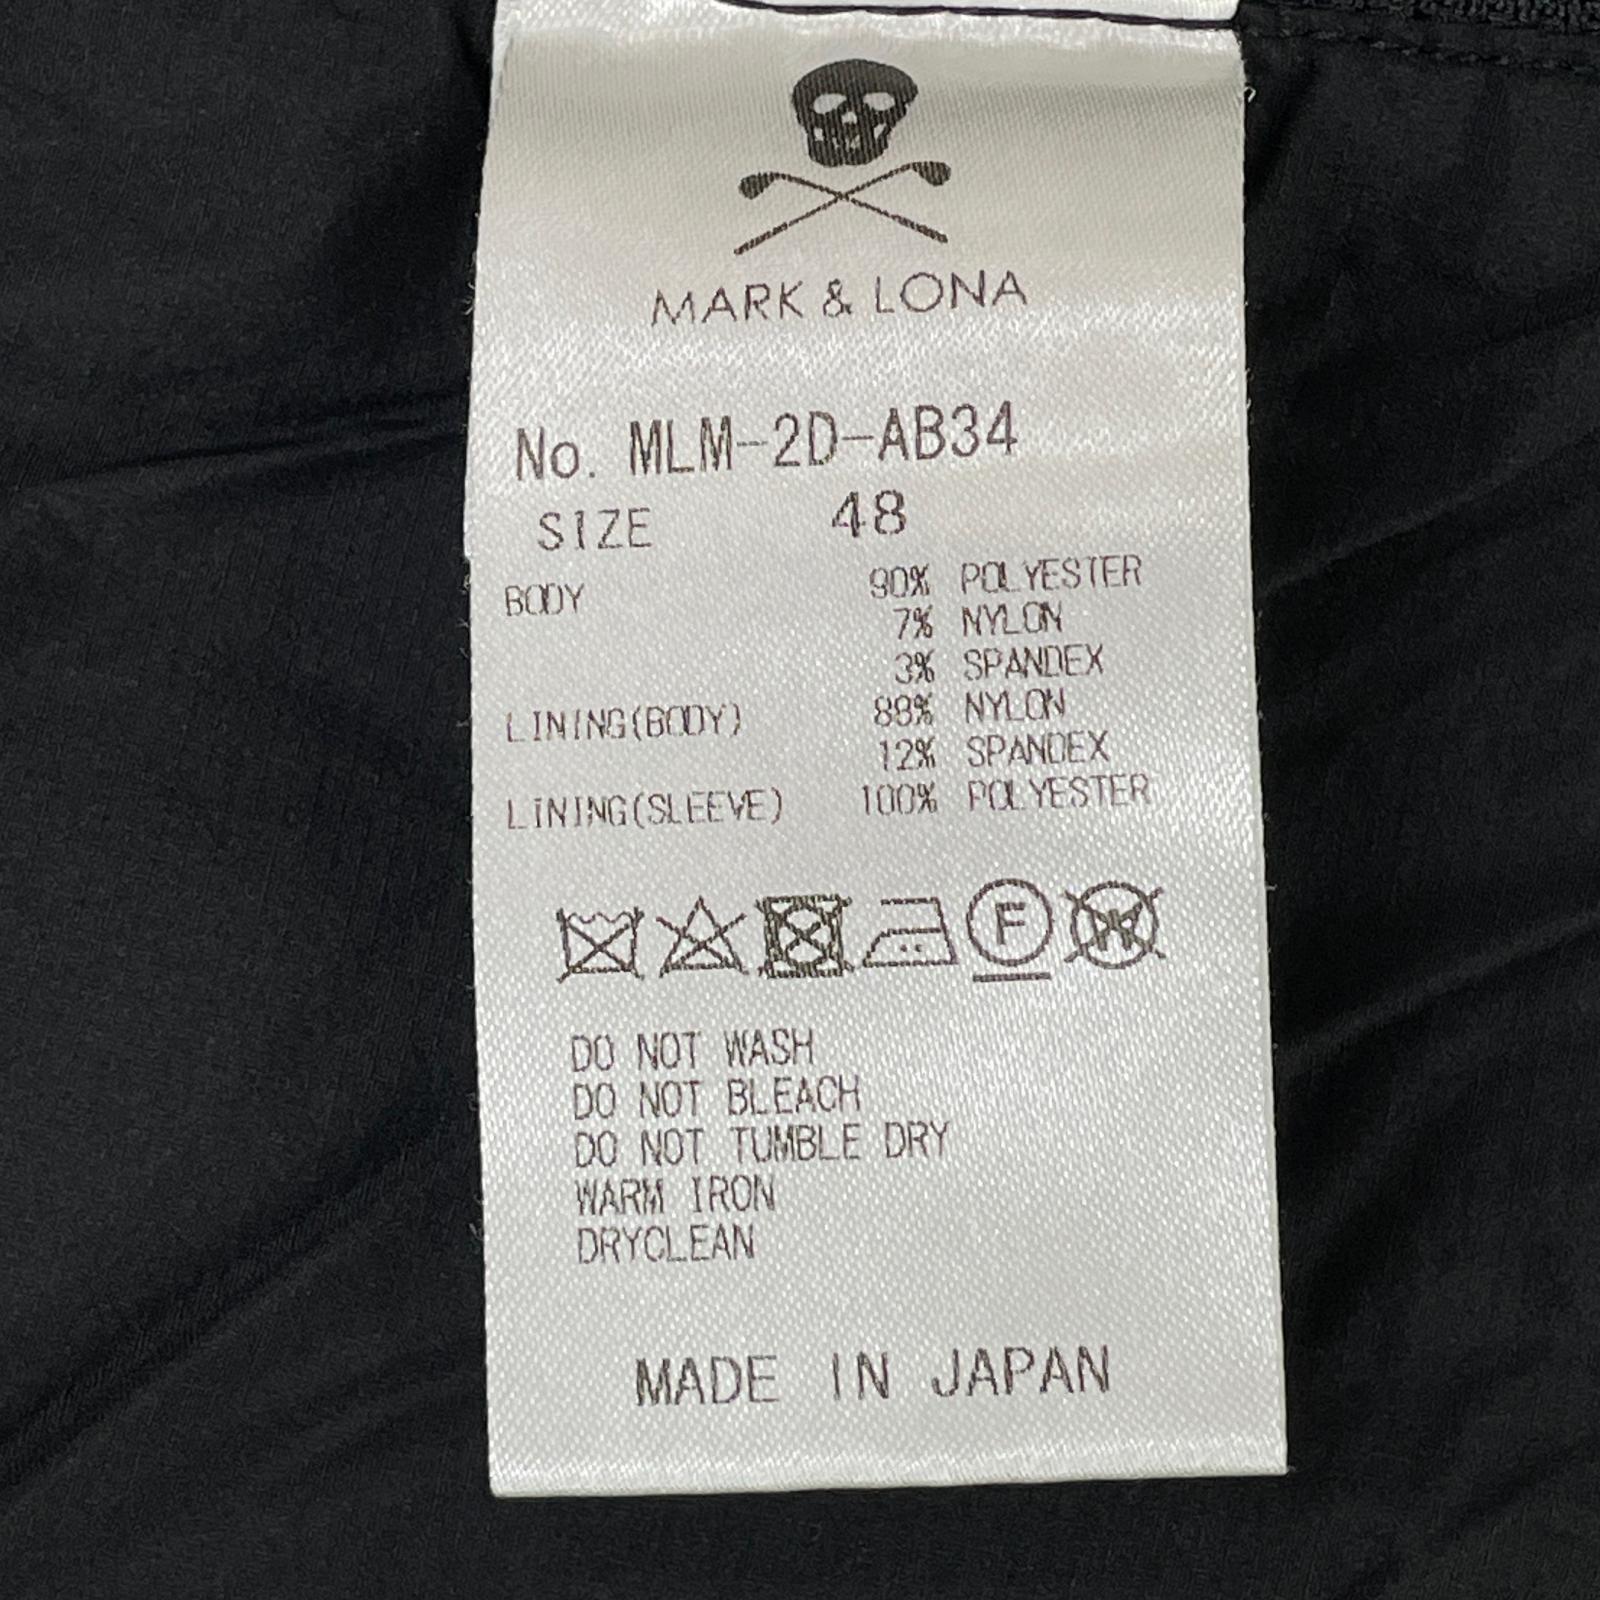 MARK & LONA
No. MLM-2D-AB34
SIZE 48
BODY 90% POLYESTER
7% NYLON
3% SPANDEX
LINING(BODY) 88% NYLON
12% SPANDEX
LINING(SLEEVE) 100% POLYESTER
F W
DO NOT WASH
DO NOT BLEACH
DO NOT TUMBLE DRY
WARM IRON
DRYCLEAN
MADE IN JAPAN